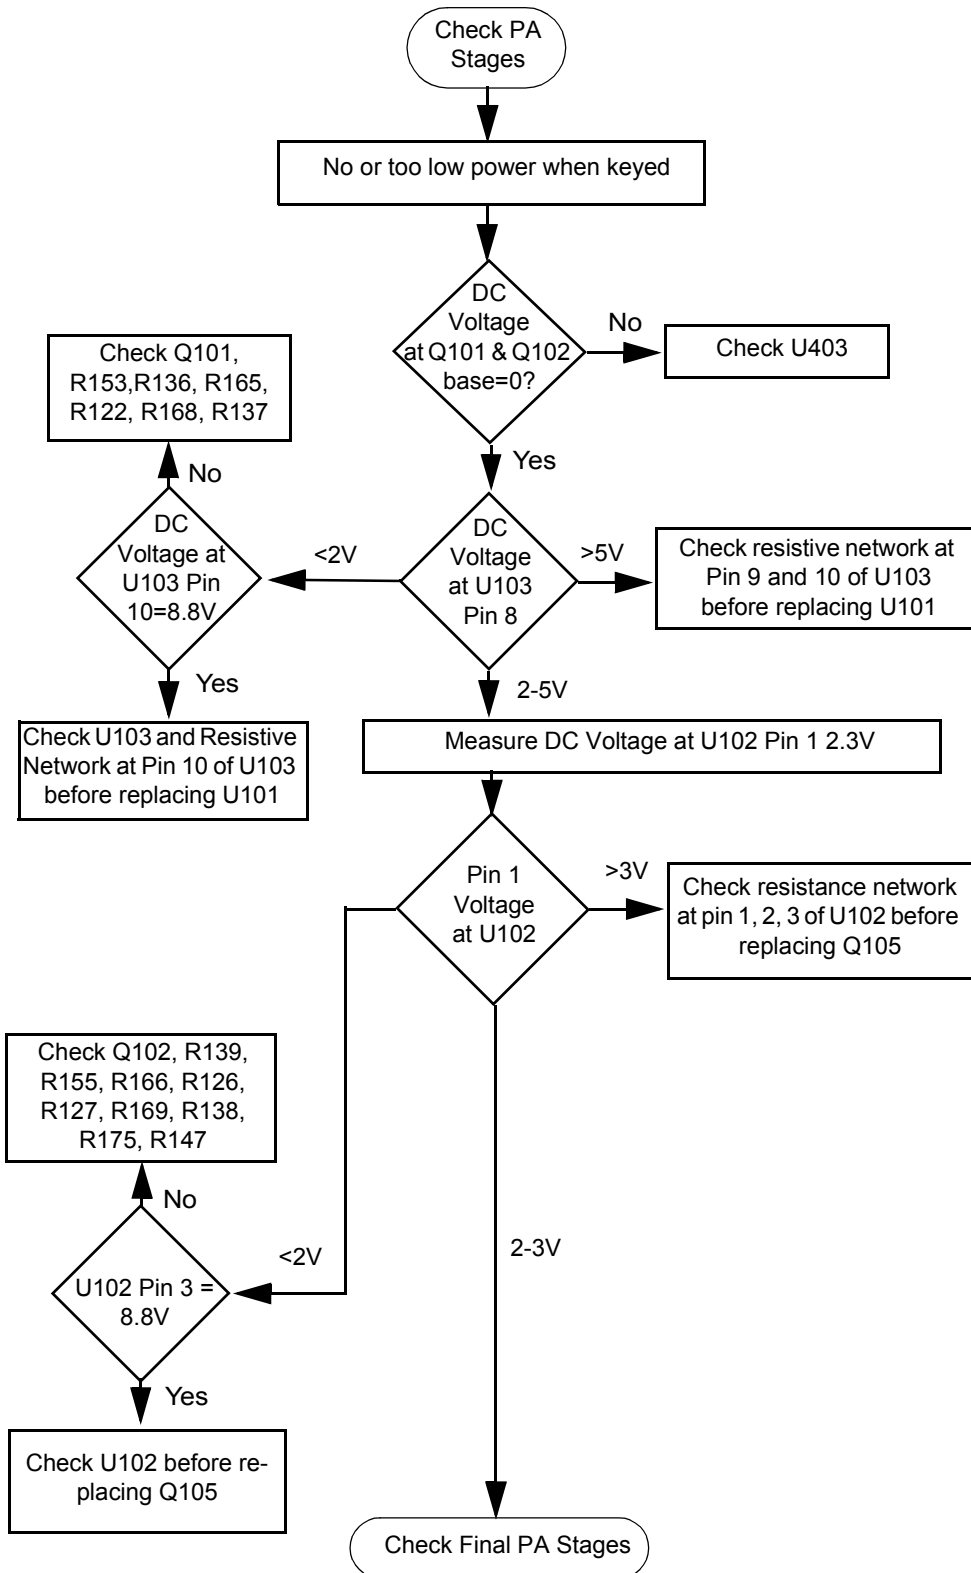 Check PA
Stages
No or too low power when keyed
DC
Voltage
at Q101 & Q102
base=0?
No
Check U403
Check Q101,
R153,R136, R165,
R122, R168, R137
Yes
No
DC
Voltage at
U103 Pin
10=8.8V
<2V
DC
Voltage
at U103
Pin 8
>5V
Check resistive network at
Pin 9 and 10 of U103
before replacing U101
Yes
2-5V
Check U103 and Resistive
Network at Pin 10 of U103
before replacing U101
Measure DC Voltage at U102 Pin 1 2.3V
Pin 1
Voltage
at U102
>3V
Check resistance network
at pin 1, 2, 3 of U102 before
replacing Q105
Check Q102, R139,
R155, R166, R126,
R127, R169, R138,
R175, R147
No
<2V
2-3V
U102 Pin 3 =
8.8V
Yes
Check U102 before re-
placing Q105
Check Final PA Stages